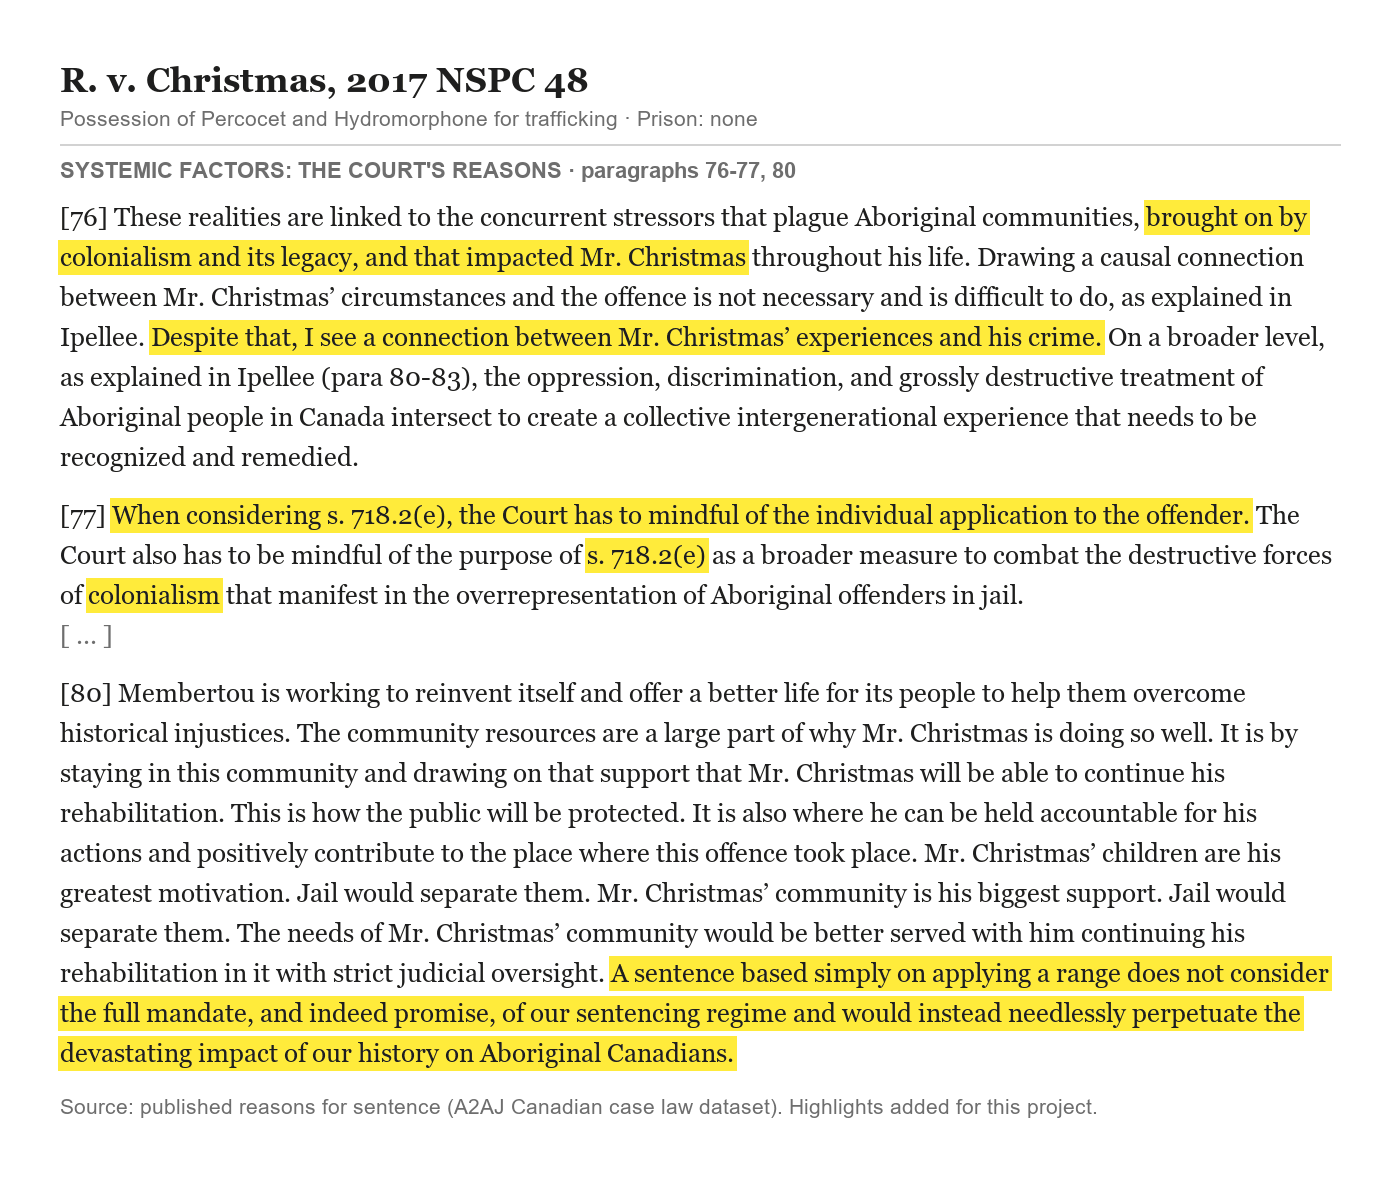 R. v. Christmas, 2017 NSPC 48
Possession of Percocet and Hydromorphone for trafficking · Prison: none
SYSTEMIC FACTORS: THE COURT'S REASONS · paragraphs 76-77, 80
[76] These realities are linked to the concurrent stressors that plague Aboriginal communities, brought on by
colonialism and its legacy, and that impacted Mr. Christmas throughout his life. Drawing a causal connection
between Mr. Christmas’ circumstances and the offence is not necessary and is difficult to do, as explained in
Ipellee. Despite that, I see a connection between Mr. Christmas’ experiences and his crime. On a broader level,
as explained in Ipellee (para 80-83), the oppression, discrimination, and grossly destructive treatment of
Aboriginal people in Canada intersect to create a collective intergenerational experience that needs to be
recognized and remedied.
[77] When considering s. 718.2(e), the Court has to mindful of the individual application to the offender. The
Court also has to be mindful of the purpose of s. 718.2(e) as a broader measure to combat the destructive forces
of colonialism that manifest in the overrepresentation of Aboriginal offenders in jail.
[ ... ]
[80] Membertou is working to reinvent itself and offer a better life for its people to help them overcome
historical injustices. The community resources are a large part of why Mr. Christmas is doing so well. It is by
staying in this community and drawing on that support that Mr. Christmas will be able to continue his
rehabilitation. This is how the public will be protected. It is also where he can be held accountable for his
actions and positively contribute to the place where this offence took place. Mr. Christmas’ children are his
greatest motivation. Jail would separate them. Mr. Christmas’ community is his biggest support. Jail would
separate them. The needs of Mr. Christmas’ community would be better served with him continuing his
rehabilitation in it with strict judicial oversight. A sentence based simply on applying a range does not consider
the full mandate, and indeed promise, of our sentencing regime and would instead needlessly perpetuate the
devastating impact of our history on Aboriginal Canadians.
Source: published reasons for sentence (A2AJ Canadian case law dataset). Highlights added for this project.